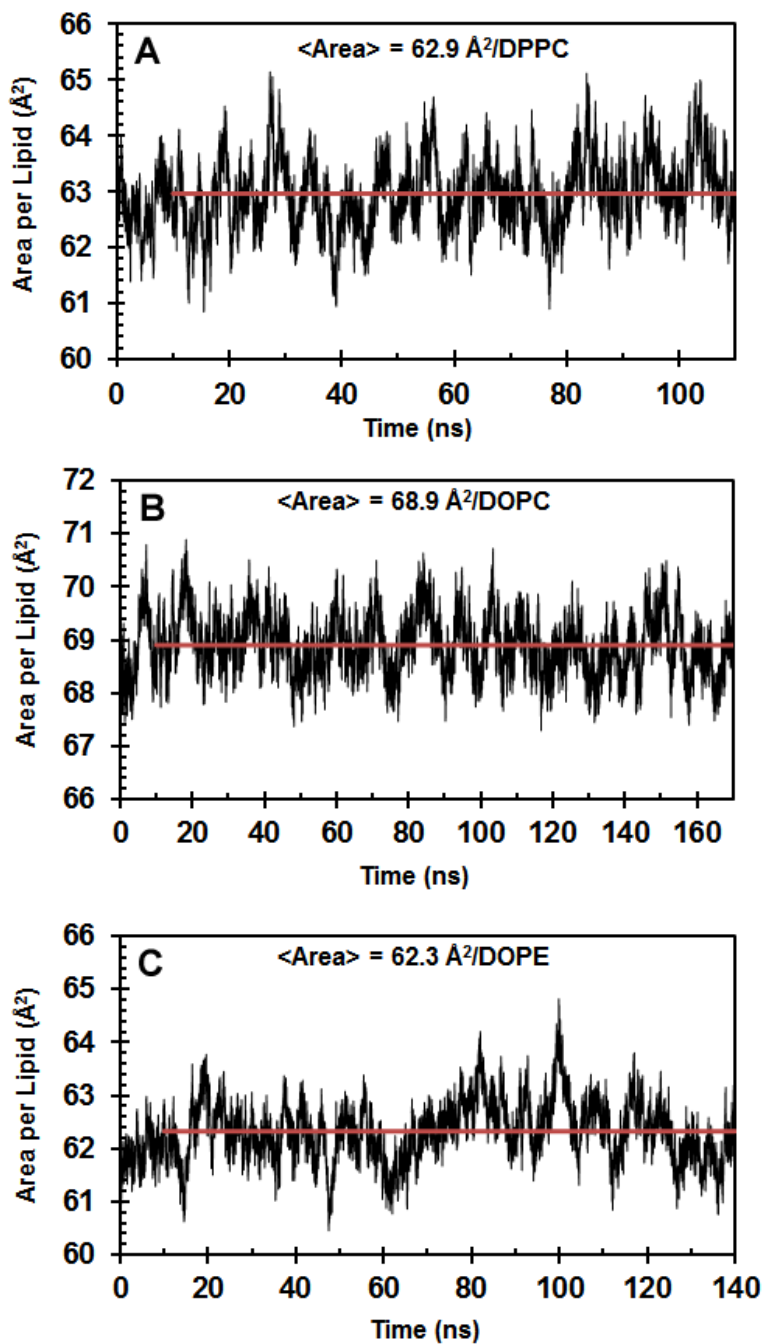 A
<Area> = 62.9 Å²/DPPC
Area per Lipid (Å²)
66
65
64
63
62
61
60
0 20 40 60 80 100
Time (ns)
B
<Area> = 68.9 Å²/DOPC
Area per Lipid (Å²)
72
71
70
69
68
67
66
0 20 40 60 80 100 120 140 160
Time (ns)
C
<Area> = 62.3 Å²/DOPE
Area per Lipid (Å²)
66
65
64
63
62
61
60
0 20 40 60 80 100 120 140
Time (ns)